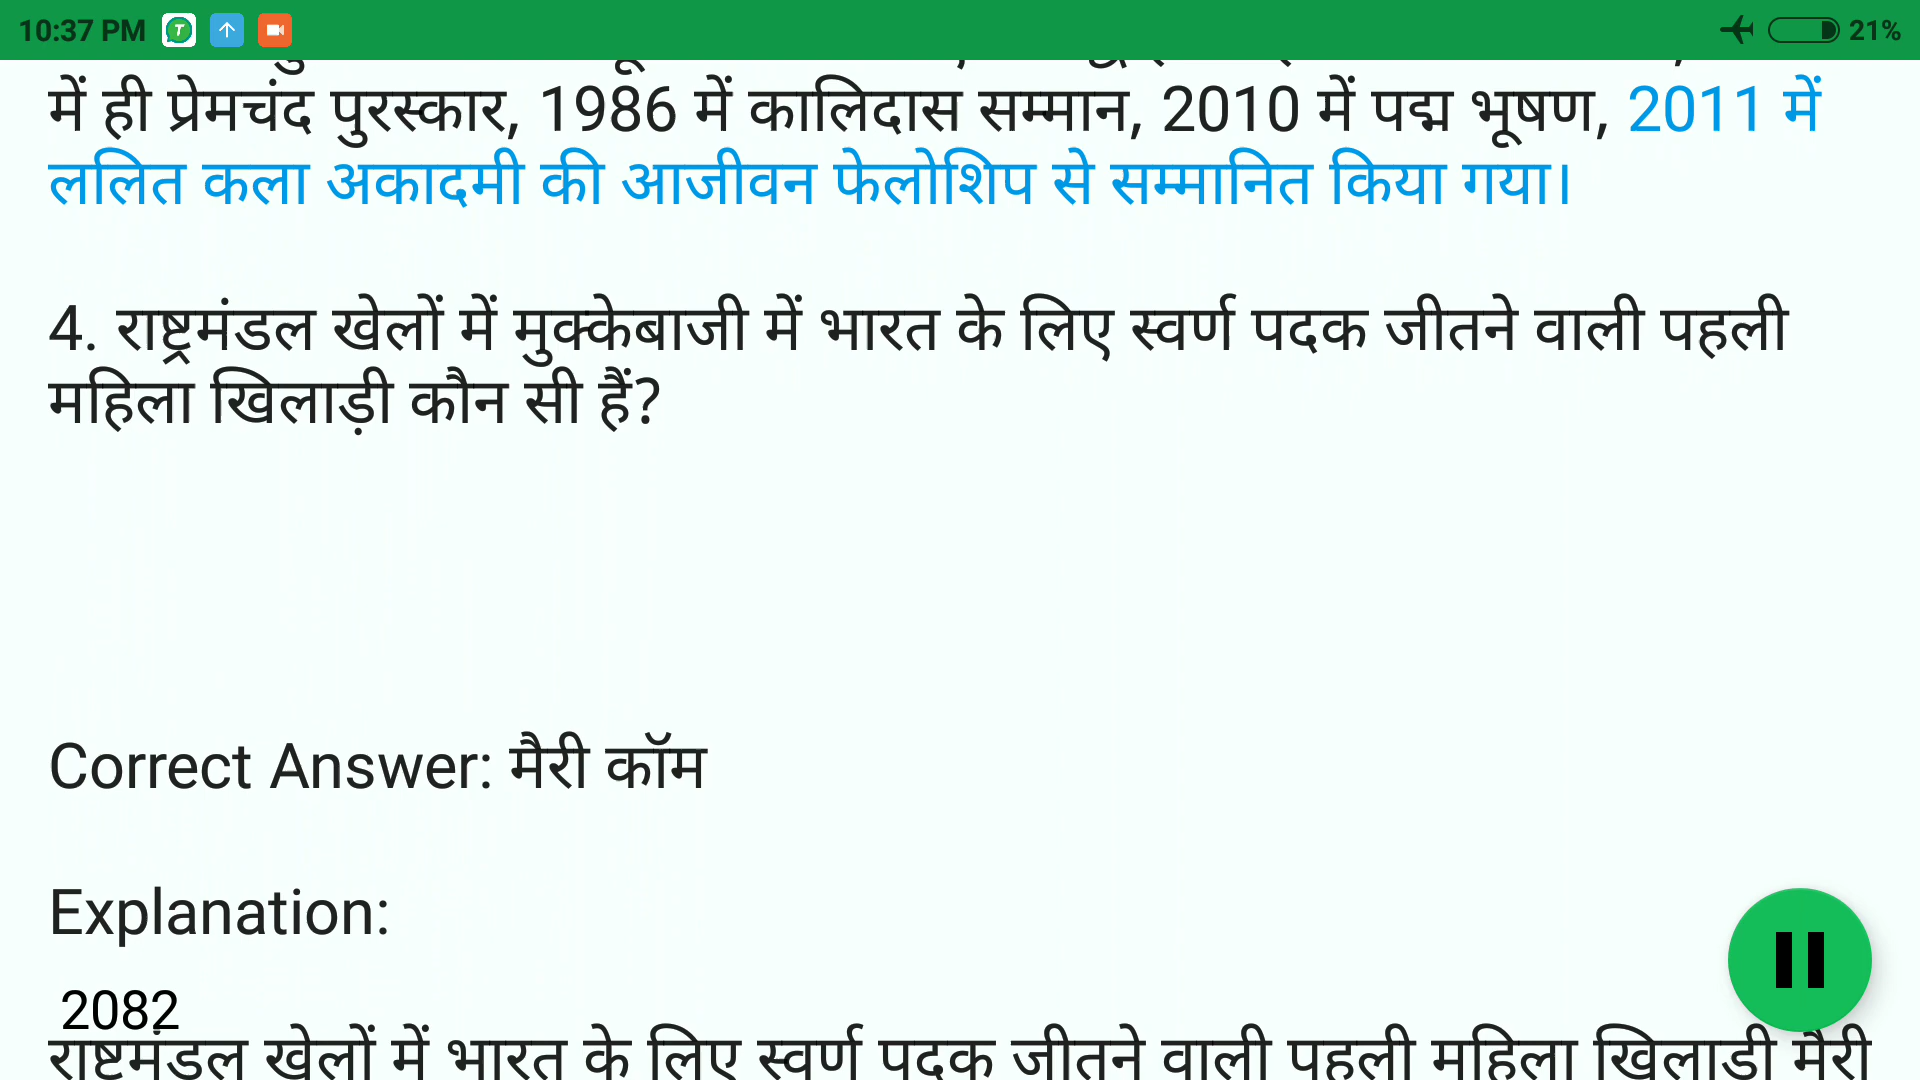 10:37 PM
21%
में ही प्रेमचंद पुरस्कार, 1986 में कालिदास सम्मान, 2010 में पद्म भूषण, 2011 में
ललित कला अकादमी की आजीवन फेलोशिप से सम्मानित किया गया।
4. राष्ट्रमंडल खेलों में मुक्केबाजी में भारत के लिए स्वर्ण पदक जीतने वाली पहली
महिला खिलाड़ी कौन सी हैं?
Correct Answer: मैरी कॉम
Explanation:
2082
राष्टमंडल खेलों में भारत के लिए स्वर्ण पदक जीतने वाली पहली महिला खिलाडी मैरी